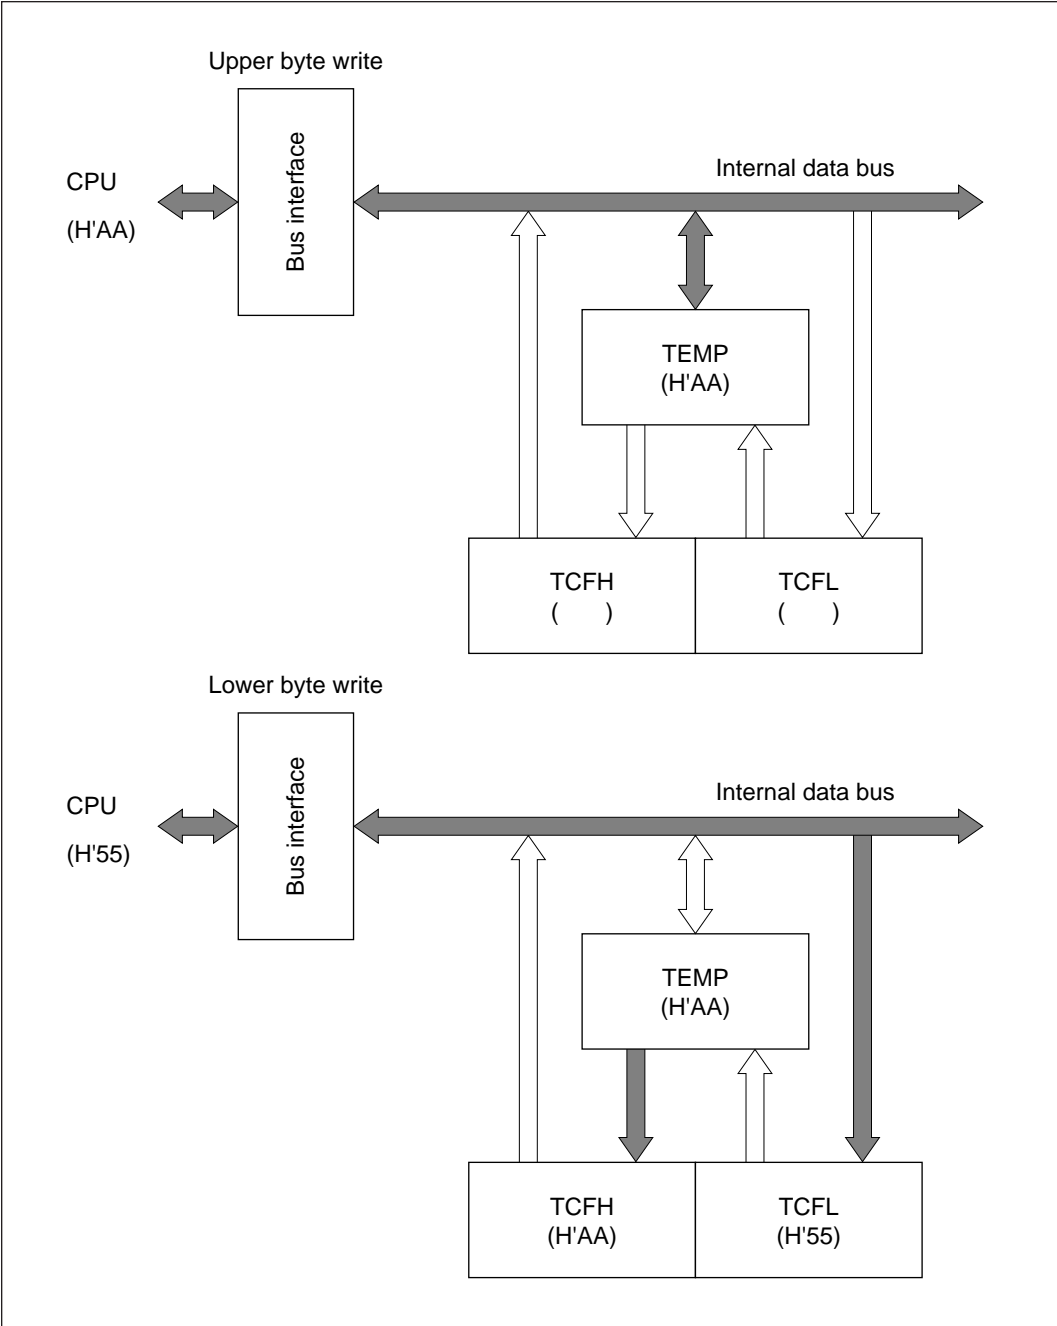 Upper byte write
CPU
(H'AA)
Bus interface
Internal data bus
TEMP
(H'AA)
TCFH
(    )
TCFL
(    )
Lower byte write
CPU
(H'55)
Bus interface
Internal data bus
TEMP
(H'AA)
TCFH
(H'AA)
TCFL
(H'55)